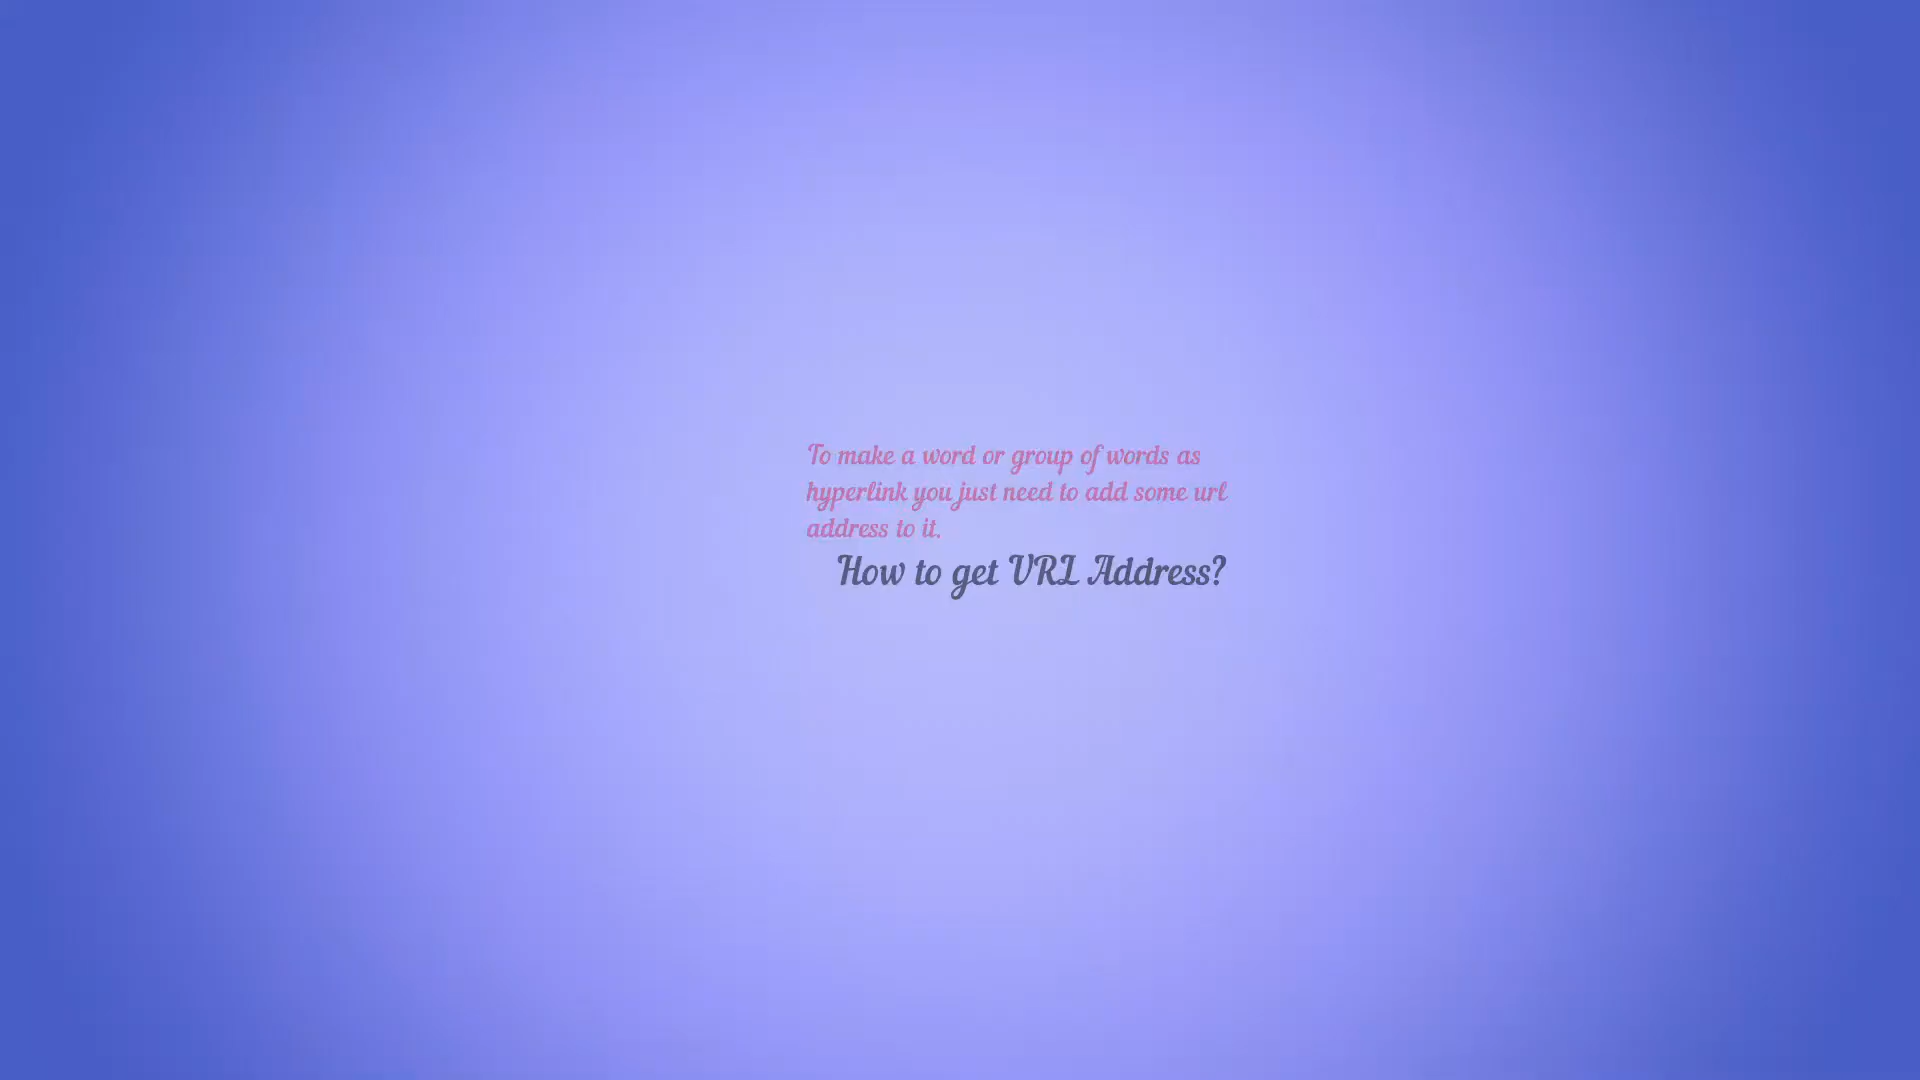 To make a word or group of words as
hyperlink you just need to add some url
address to it.
How to get URL Address?